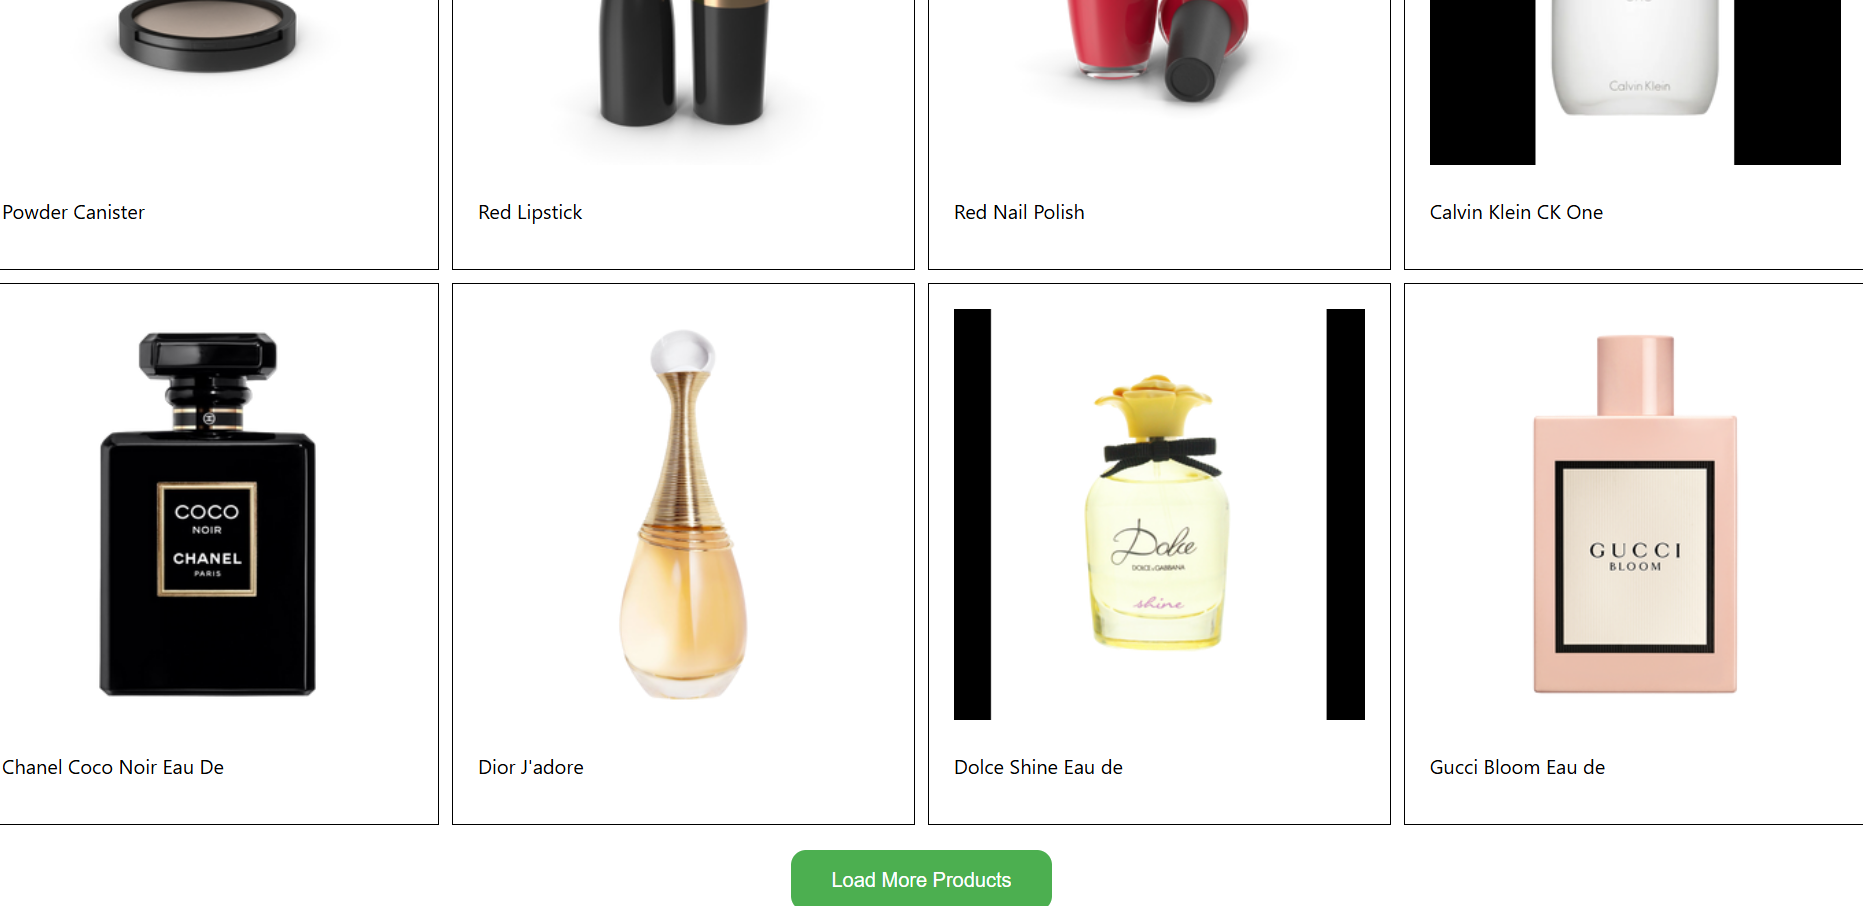 Calvin Klein
Powder Canister
Red Lipstick
Red Nail Polish
Calvin Klein CK One
COCO
NOIR
CHANEL
PARIS
Dolce
DOLCE & GABBANA
shine
GUCCI
BLOOM
Chanel Coco Noir Eau De
Dior J'adore
Dolce Shine Eau de
Gucci Bloom Eau de
Load More Products